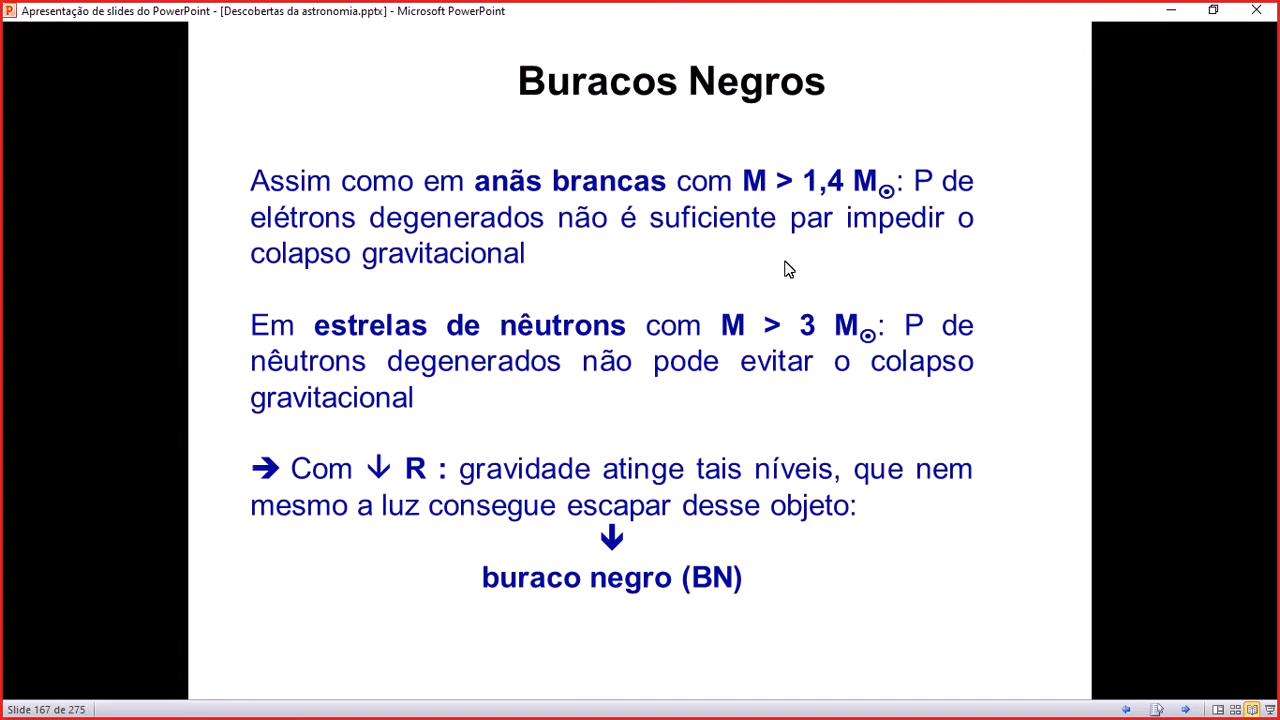 Apresentação de slides do PowerPoint - [Descobertas da astronomia.pptx] - Microsoft PowerPoint
Buracos Negros
Assim como em anãs brancas com M > 1,4 M☉: P de
elétrons degenerados não é suficiente par impedir o
colapso gravitacional
Em estrelas de nêutrons com M > 3 M☉: P de
nêutrons degenerados não pode evitar o colapso
gravitacional
➔ Com ↓ R : gravidade atinge tais níveis, que nem
mesmo a luz consegue escapar desse objeto:
↓
buraco negro (BN)
Slide 167 de 275